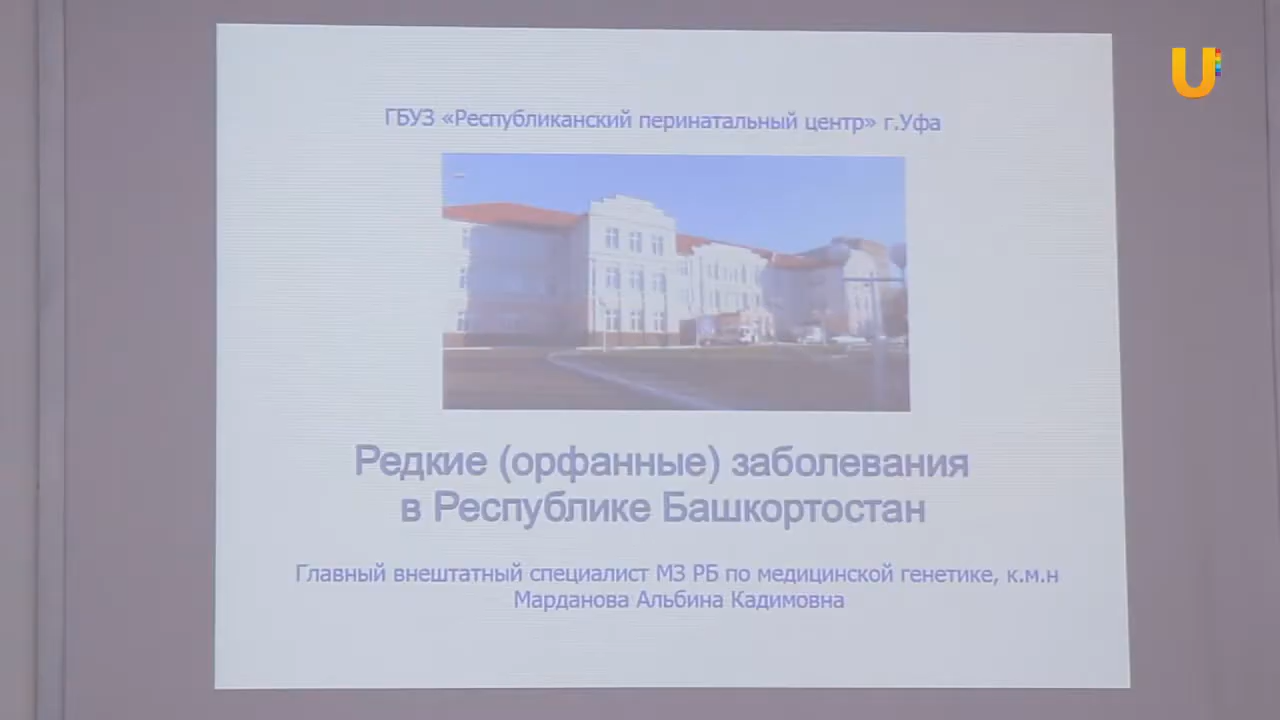 U
ГБУЗ «Республиканский перинатальный центр» г.Уфа
Редкие (орфанные) заболевания
в Республике Башкортостан
Главный внештатный специалист МЗ РБ по медицинской генетике, к.м.н
Марданова Альбина Кадимовна